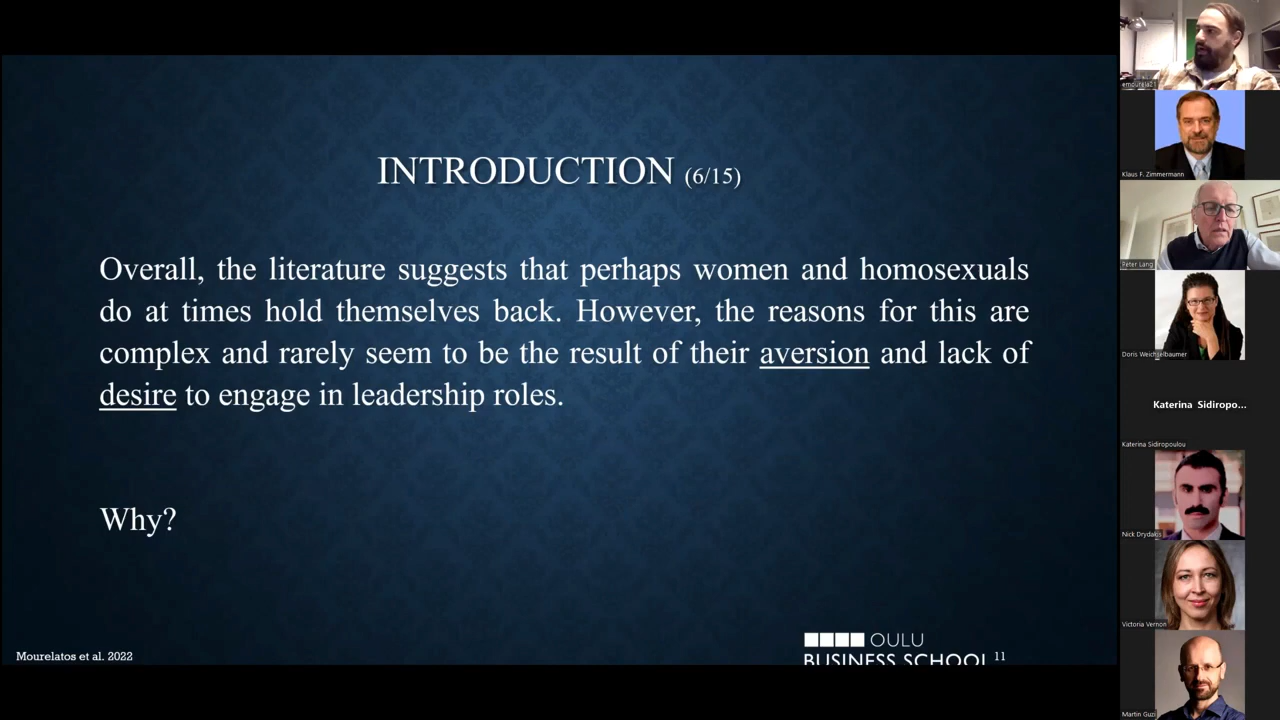 INTRODUCTION (6/15)
Overall, the literature suggests that perhaps women and homosexuals
do at times hold themselves back. However, the reasons for this are
complex and rarely seem to be the result of their aversion and lack of
desire to engage in leadership roles.
Why?
Mourelatos et al. 2022
OULU
BUSINESS SCHOOL
11
emourela21
Klaus F. Zimmermann
Peter Lang
Doris Weichselbaumer
Katerina Sidiropo...
Katerina Sidiropoulou
Nick Drydakis
Victoria Vernon
Martin Guzi